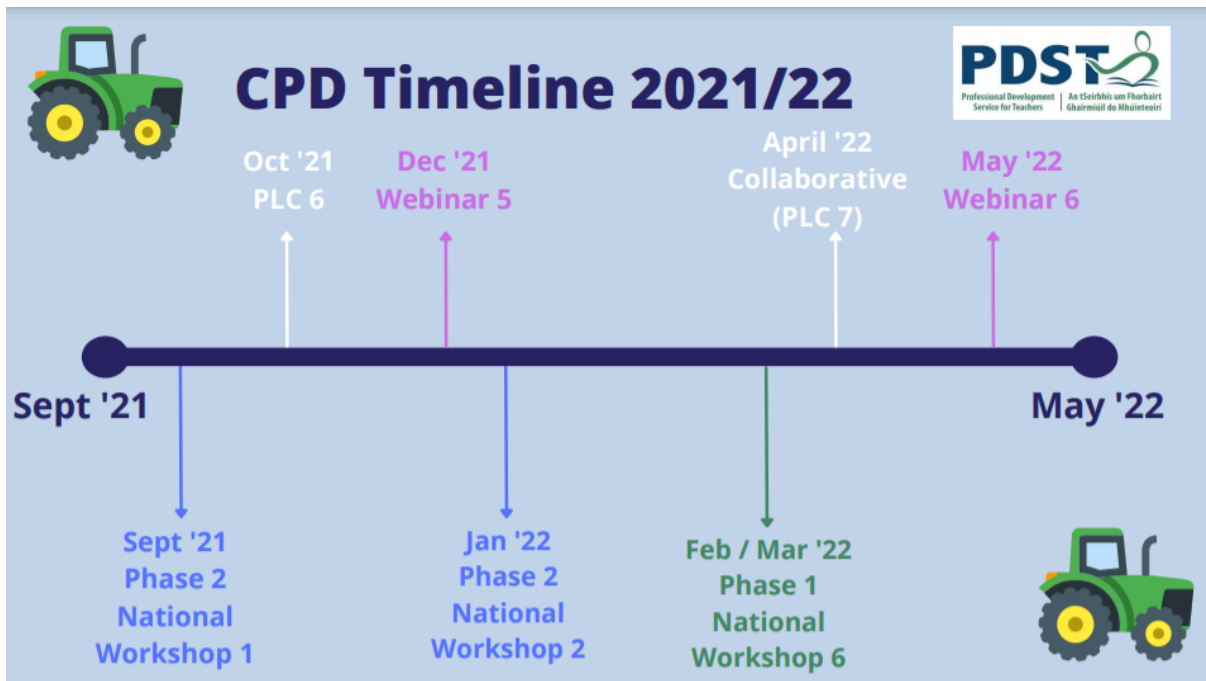 CPD Timeline 2021/22
PDST
Professional Development
Service for Teachers
An tSeirbhís um Fhorbairt
Ghairmiúil do Mhúinteoirí
Oct '21
PLC 6
Dec '21
Webinar 5
April '22
Collaborative
(PLC 7)
May '22
Webinar 6
Sept '21
May '22
Sept '21
Phase 2
National
Workshop 1
Jan '22
Phase 2
National
Workshop 2
Feb / Mar '22
Phase 1
National
Workshop 6